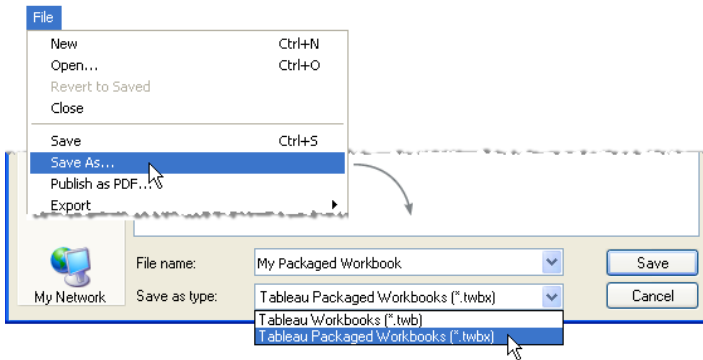 File
New Ctrl+N
Open... Ctrl+O
Revert to Saved
Close
Save Ctrl+S
Save As...
Publish as PDF...
Export
File name: My Packaged Workbook Save
My Network Save as type: Tableau Packaged Workbooks (*.twbx) Cancel
Tableau Workbooks (*.twb)
Tableau Packaged Workbooks (*.twbx)